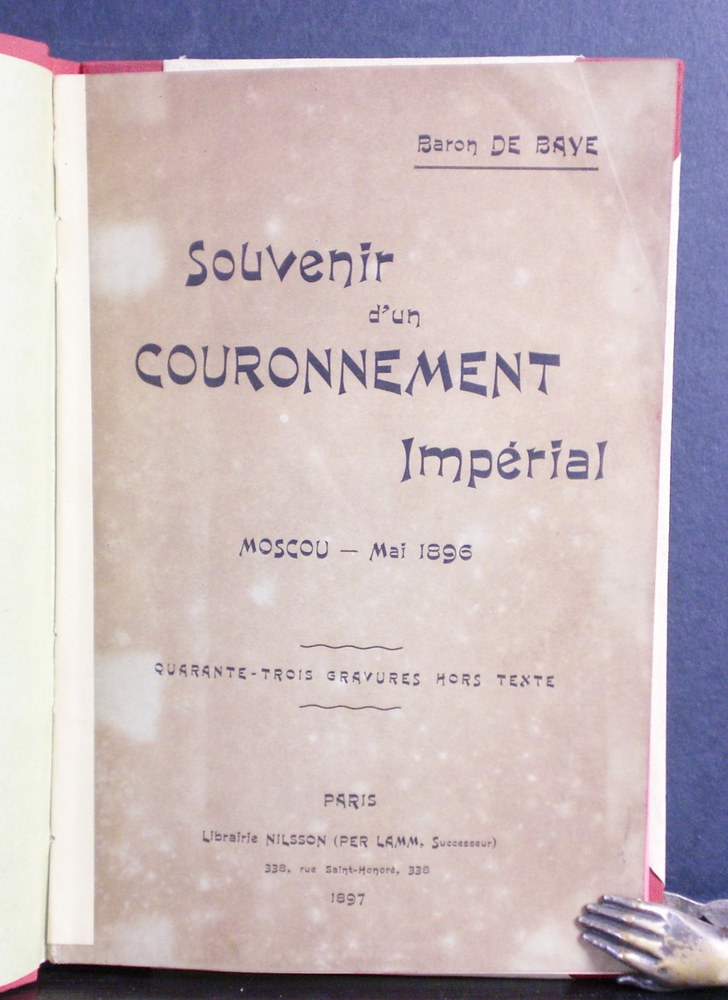 Baron DE BAYE
Souvenir
d'un
COURONNEMENT
Impérial
MOSCOU — Mai 1896
QUARANTE-TROIS GRAVURES HORS TEXTE
PARIS
Librairie NILSSON (PER LAMM, Successeur)
338, rue Saint-Honoré, 338
1897